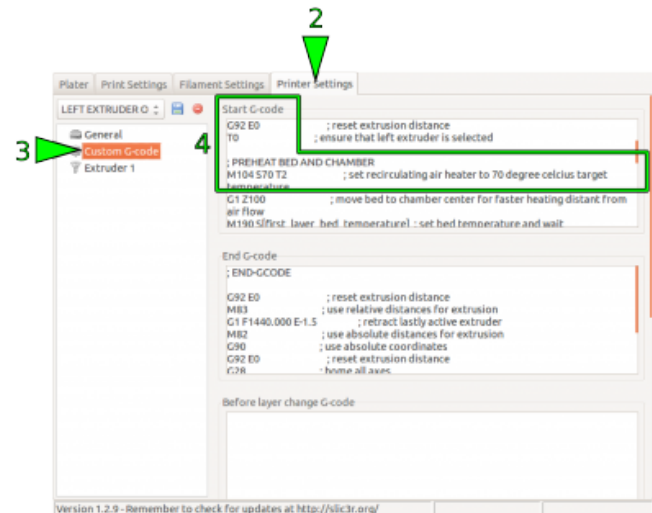 2
Plater Print Settings Filament Settings Printer Settings
LEFT EXTRUDER O
3
General
Custom G-code
Extruder 1
4
Start G-code
G92 E0 ; reset extrusion distance
T0 ; ensure that left extruder is selected
; PREHEAT BED AND CHAMBER
M104 S70 T2 ; set recirculating air heater to 70 degree celcius target
temperature
G1 Z100 ; move bed to chamber center for faster heating distant from
air flow
M190 S[first_layer_bed_temperature] ; set bed temperature and wait
End G-code
; END-GCODE
G92 E0 ; reset extrusion distance
M83 ; use relative distances for extrusion
G1 F1440.000 E-1.5 ; retract lastly active extruder
M82 ; use absolute distances for extrusion
G90 ; use absolute coordinates
G92 E0 ; reset extrusion distance
G28 ; home all axes
Before layer change G-code
Version 1.2.9 - Remember to check for updates at http://slic3r.org/